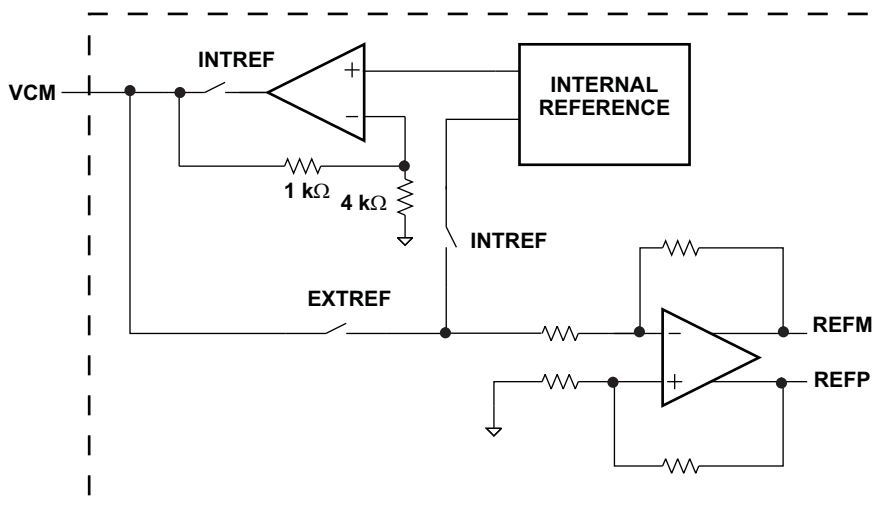 INTREF
VCM
+
−
INTERNAL
REFERENCE
1 kΩ
4 kΩ
INTREF
EXTREF
−
REFM
+
REFP